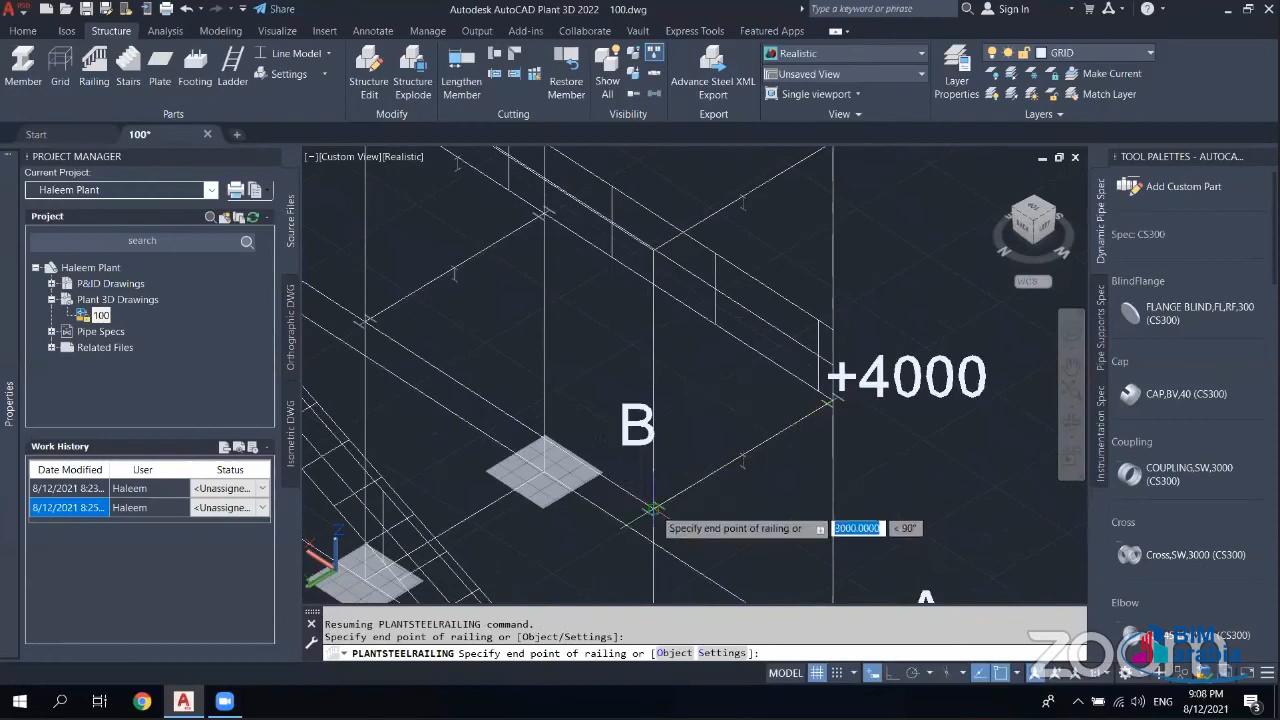 Share
Autodesk AutoCAD Plant 3D 2022 100.dwg
Type a keyword or phrase
Sign In
Home Isos Structure Analysis Modeling Visualize Insert Annotate Manage Output Add-ins Collaborate Vault Express Tools Featured Apps
Member Grid Railing Stairs Plate Footing Ladder
Line Model
Settings
Parts
Structure Edit
Structure Explode
Modify
Lengthen Member
Restore Member
Cutting
Show All
Visibility
Advance Steel XML Export
Export
Realistic
Unsaved View
Single viewport
View
Layer Properties
GRID
Make Current
Match Layer
Layers
Start 100*
PROJECT MANAGER
Current Project:
Haleem Plant
Project
search
Haleem Plant
P&ID Drawings
Plant 3D Drawings
100
Pipe Specs
Related Files
Source Files
Orthographic DWG
Isometric DWG
Properties
Work History
Date Modified User Status
8/12/2021 8:23... Haleem <Unassigne...
8/12/2021 8:25... Haleem <Unassigne...
[−][Custom View][Realistic]
WCS
+4000
B
Z
Specify end point of railing or 3000.0000 < 90°
A
Resuming PLANTSTEELRAILING command.
Specify end point of railing or [Object/Settings]:
PLANTSTEELRAILING Specify end point of railing or [Object Settings]:
MODEL
TOOL PALETTES - AUTOCA...
Dynamic Pipe Spec
Pipe Supports Spec
Instrumentation Spec
Add Custom Part
Spec: CS300
BlindFlange
FLANGE BLIND,FL,RF,300 (CS300)
Cap
CAP,BV,40 (CS300)
Coupling
COUPLING,SW,3000 (CS300)
Cross
Cross,SW,3000 (CS300)
Elbow
zoom
BIM
arabia
ENG
9:08 PM
8/12/2021